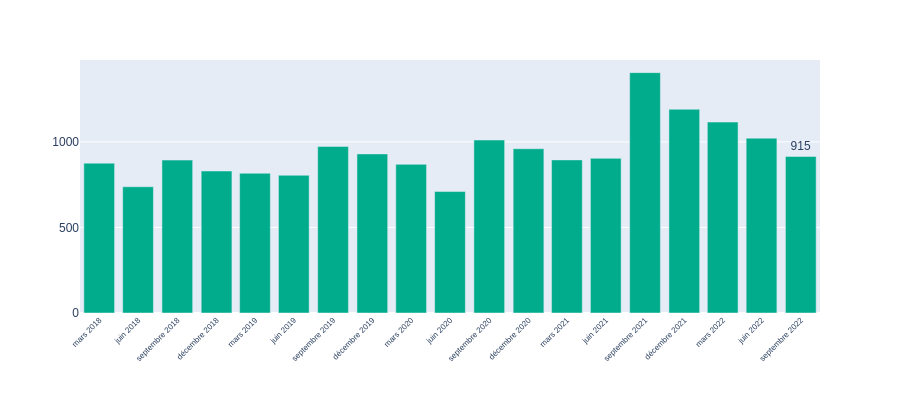 1000
500
0
915
mars 2018
juin 2018
septembre 2018
décembre 2018
mars 2019
juin 2019
septembre 2019
décembre 2019
mars 2020
juin 2020
septembre 2020
décembre 2020
mars 2021
juin 2021
septembre 2021
décembre 2021
mars 2022
juin 2022
septembre 2022